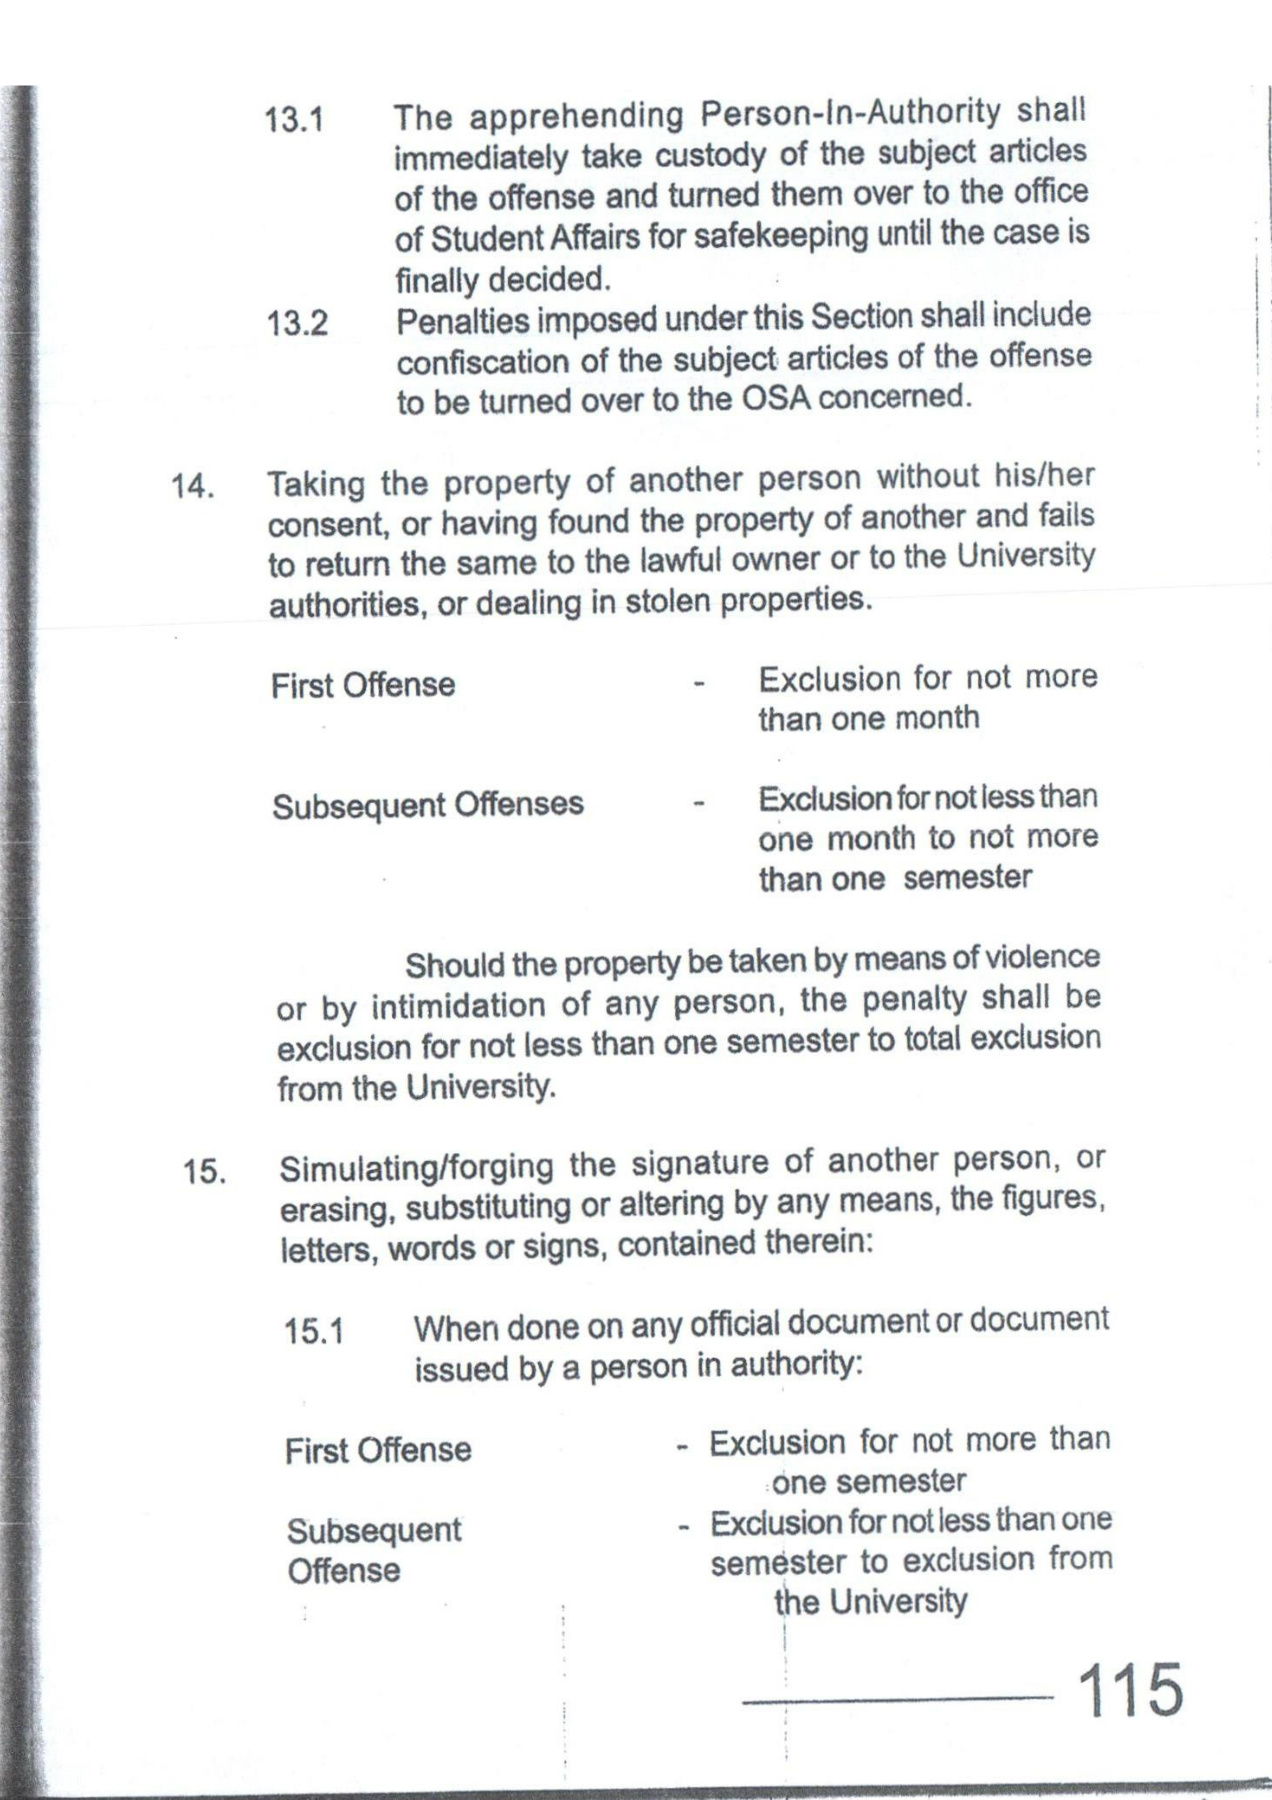 13.1 The apprehending Person-In-Authority shall
immediately take custody of the subject articles
of the offense and turned them over to the office
of Student Affairs for safekeeping until the case is
finally decided.
13.2 Penalties imposed under this Section shall include
confiscation of the subject articles of the offense
to be turned over to the OSA concerned.
14. Taking the property of another person without his/her
consent, or having found the property of another and fails
to return the same to the lawful owner or to the University
authorities, or dealing in stolen properties.
First Offense - Exclusion for not more
than one month
Subsequent Offenses - Exclusion for not less than
one month to not more
than one semester
Should the property be taken by means of violence
or by intimidation of any person, the penalty shall be
exclusion for not less than one semester to total exclusion
from the University.
15. Simulating/forging the signature of another person, or
erasing, substituting or altering by any means, the figures,
letters, words or signs, contained therein:
15.1 When done on any official document or document
issued by a person in authority:
First Offense - Exclusion for not more than
one semester
Subsequent - Exclusion for not less than one
Offense semester to exclusion from
the University
115